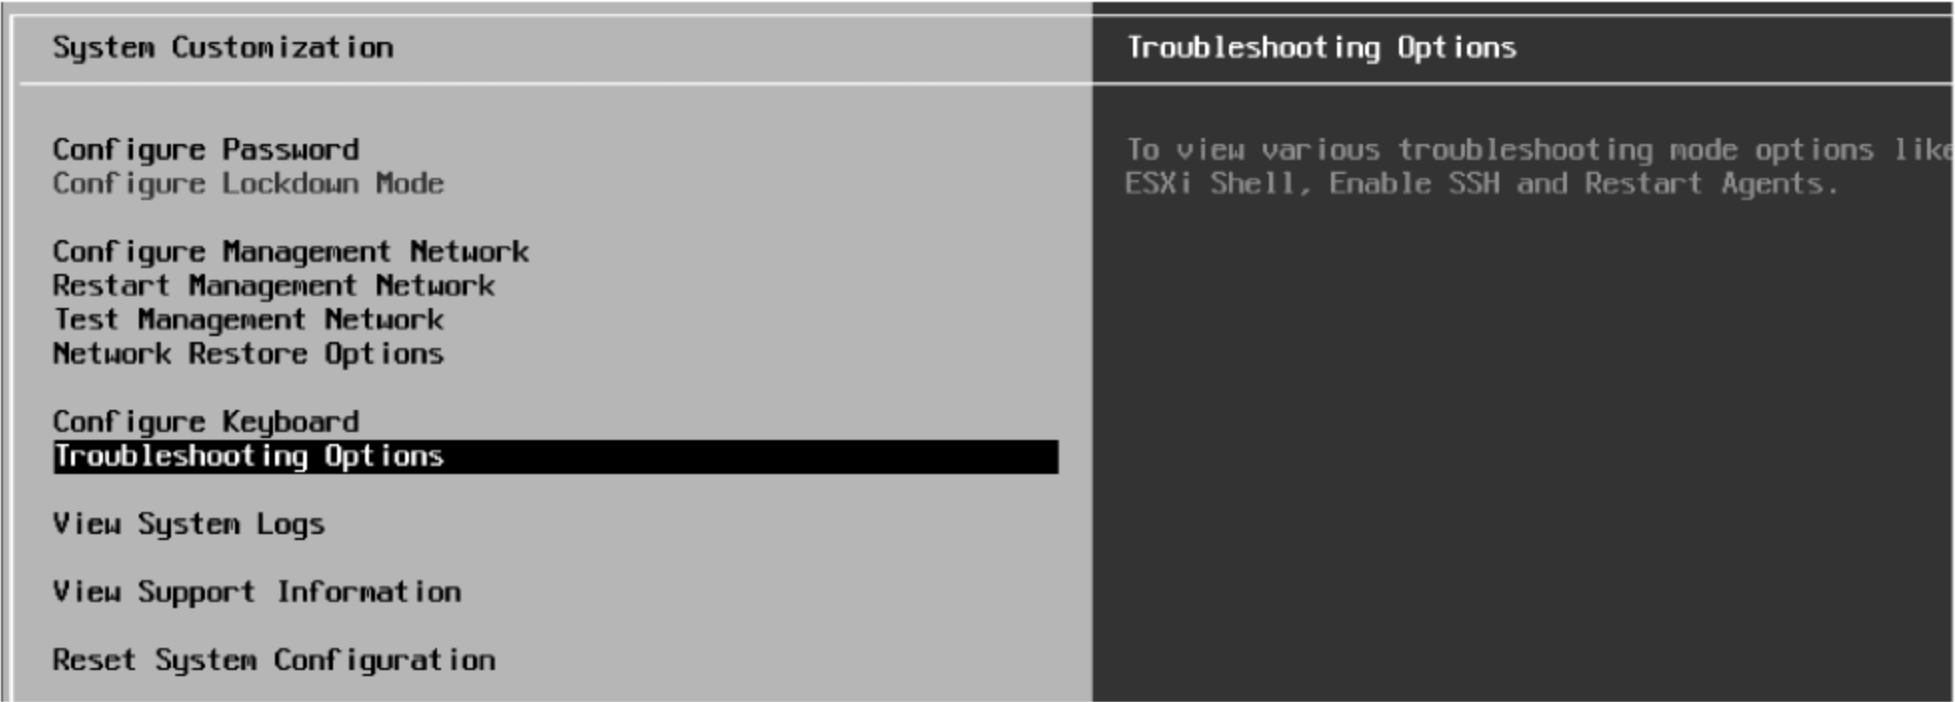 System Customization
Configure Password
Configure Lockdown Mode
Configure Management Network
Restart Management Network
Test Management Network
Network Restore Options
Configure Keyboard
Troubleshooting Options
View System Logs
View Support Information
Reset System Configuration
Troubleshooting Options
To view various troubleshooting mode options like
ESXi Shell, Enable SSH and Restart Agents.